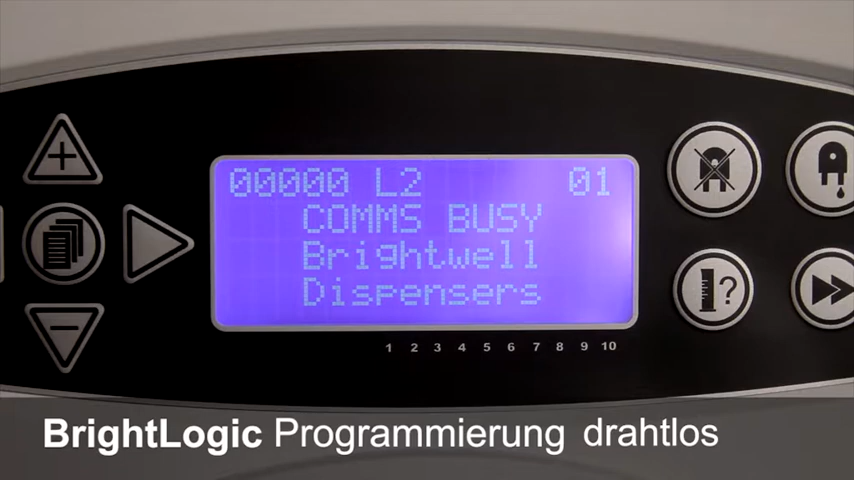 00000 L2 01
COMMS BUSY
Brightwell
Dispensers
1 2 3 4 5 6 7 8 9 10
?
BrightLogic Programmierung drahtlos